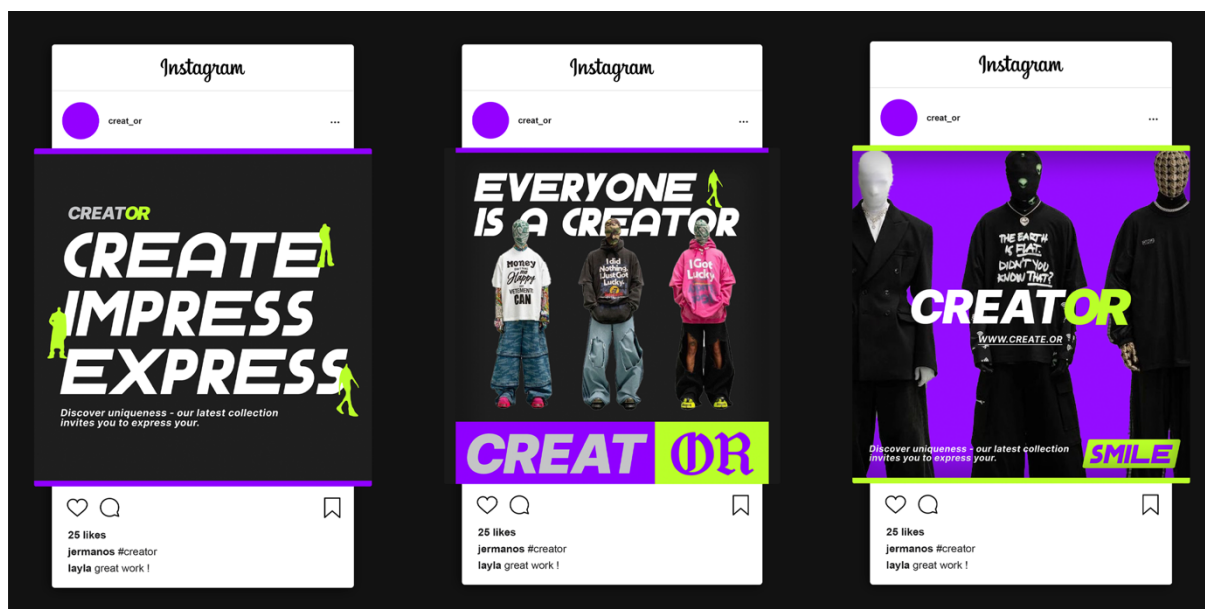 Instagram
creat_or
...
CREATOR
CREATE
IMPRESS
EXPRESS
Discover uniqueness - our latest collection
invites you to express your.
25 likes
jermanos #creator
layla great work !
Instagram
creat_or
...
EVERYONE
IS A CREATOR
Money
Happy
VETEMENTS
CAN
I did
Nothing.
I Just Got
Lucky.
I Got
Lucky
CREAT OR
25 likes
jermanos #creator
layla great work !
Instagram
creat_or
...
THE EARTH
IS FLAT.
DIDN'T YOU
KNOW THAT?
CREATOR
WWW.CREATE.OR
Discover uniqueness - our latest collection
invites you to express your.
SMILE
25 likes
jermanos #creator
layla great work !